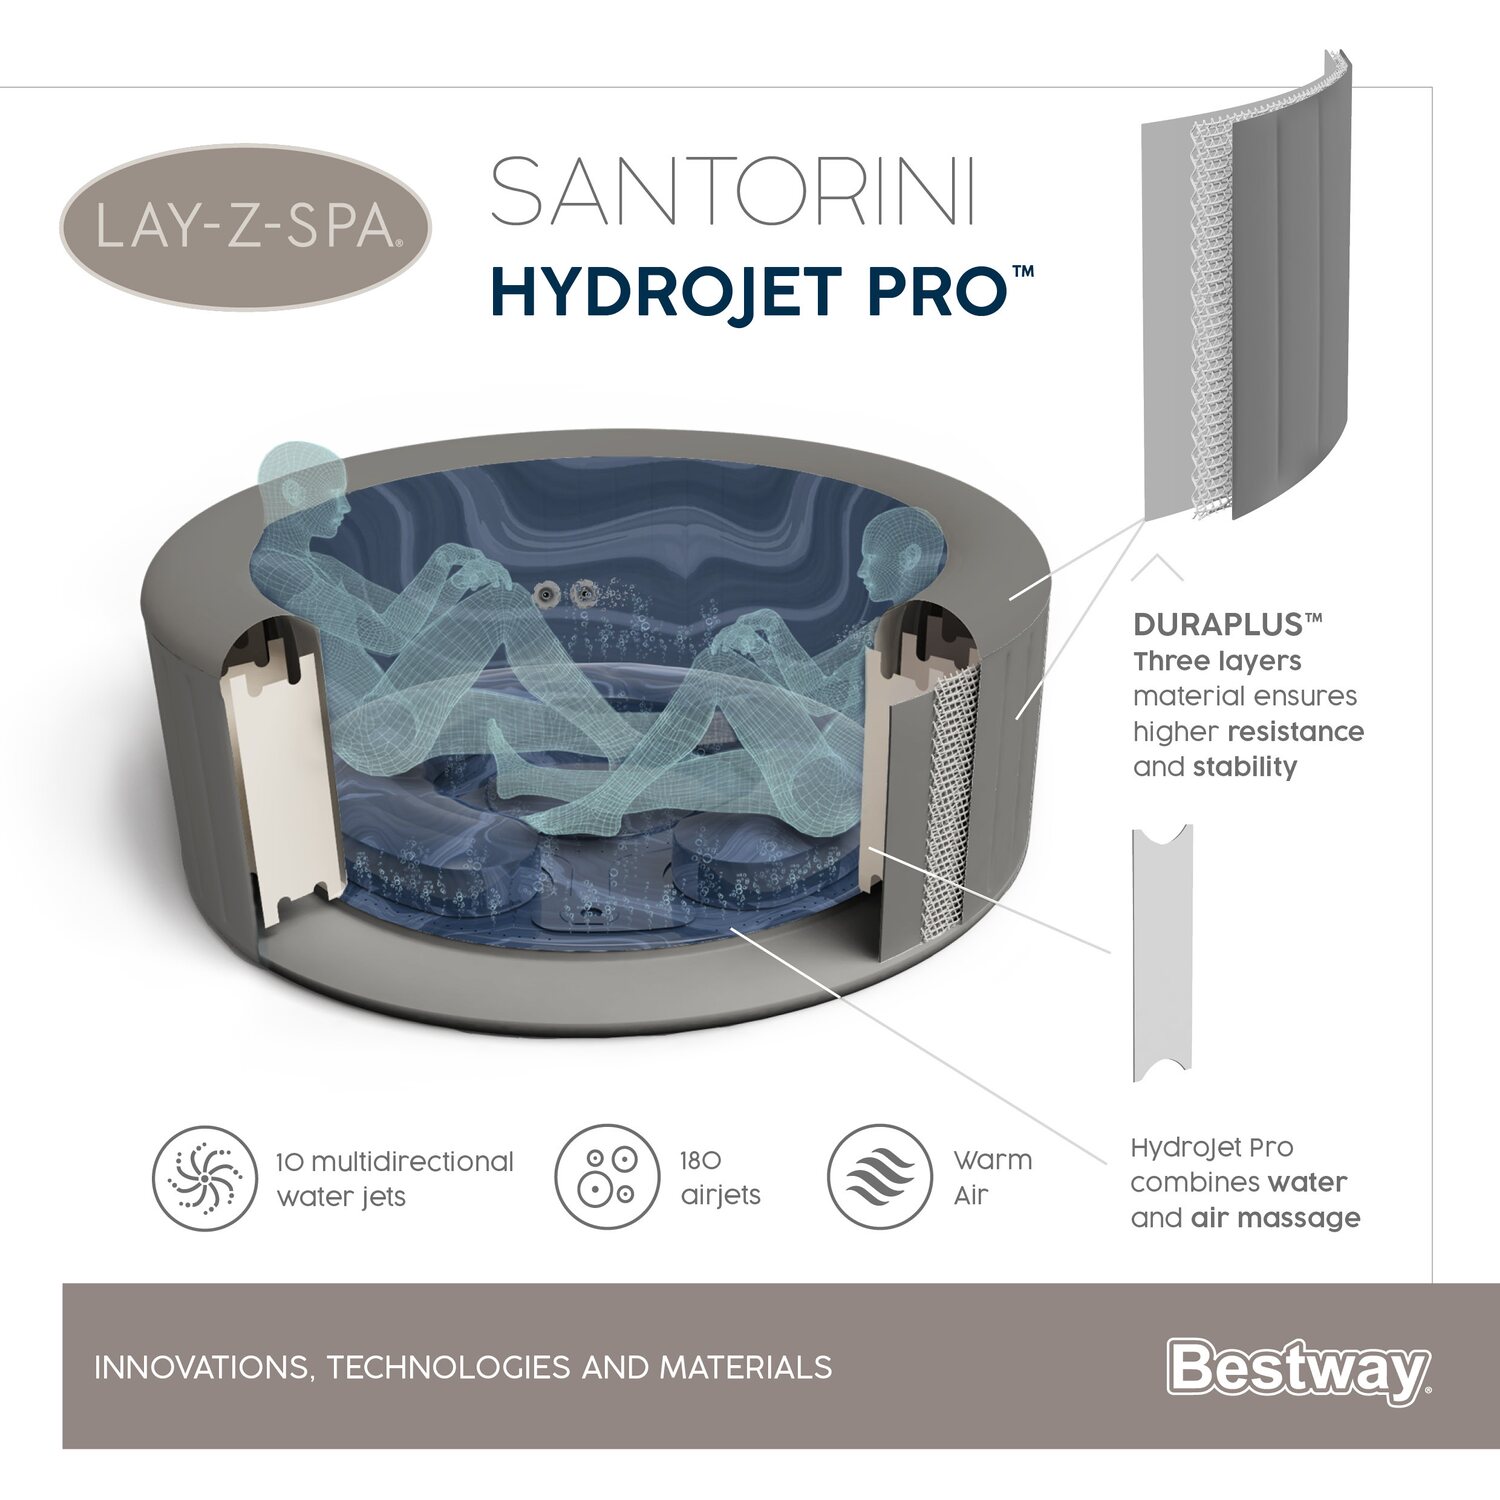 LAY-Z-SPA®
SANTORINI
HYDROJET PRO™
DURAPLUS™
Three layers
material ensures
higher resistance
and stability
10 multidirectional
water jets
180
airjets
Warm
Air
HydroJet Pro
combines water
and air massage
INNOVATIONS, TECHNOLOGIES AND MATERIALS
Bestway®